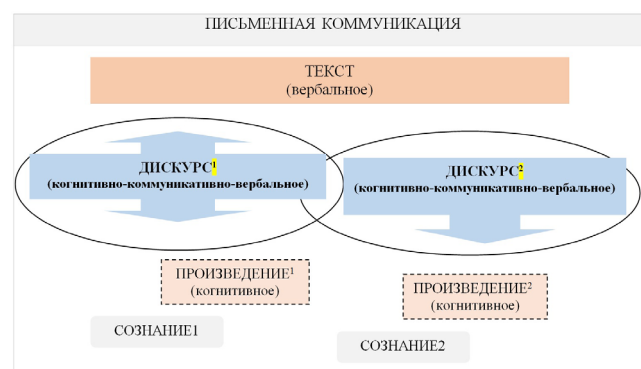 ПИСЬМЕННАЯ КОММУНИКАЦИЯ
ТЕКСТ
(вербальное)
ДИСКУРС¹
(когнитивно-коммуникативно-вербальное)
ДИСКУРС²
(когнитивно-коммуникативно-вербальное)
ПРОИЗВЕДЕНИЕ¹
(когнитивное)
ПРОИЗВЕДЕНИЕ²
(когнитивное)
СОЗНАНИЕ1
СОЗНАНИЕ2